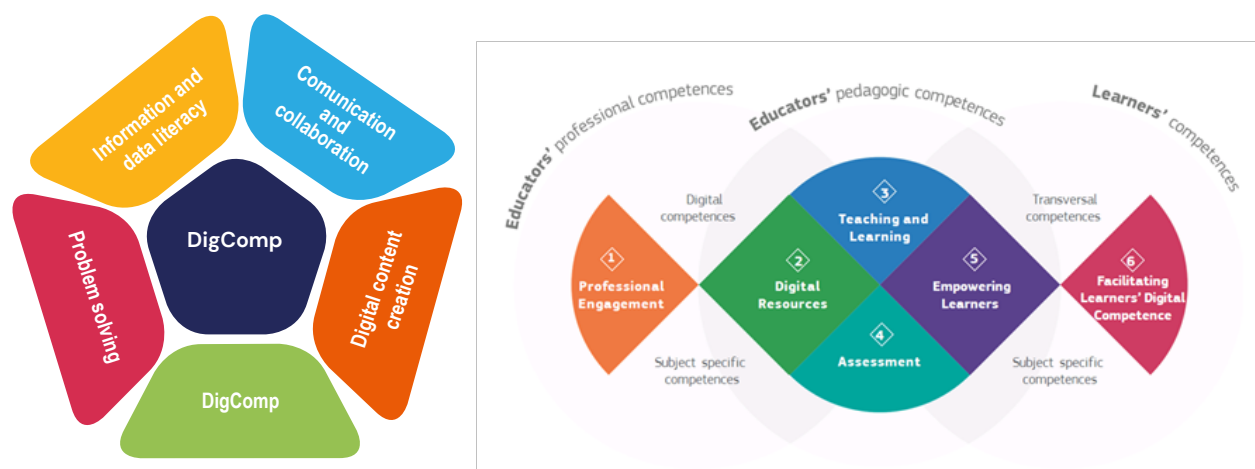 Information and
data literacy
Comunication
and
collaboration
DigComp
Problem solving
Digital content
creation
DigComp
Educators' professional competences
Educators' pedagogic competences
Learners' competences
Digital
competences
Transversal
competences
3
Teaching and
Learning
1
Professional
Engagement
2
Digital
Resources
5
Empowering
Learners
6
Facilitating
Learners' Digital
Competence
4
Assessment
Subject specific
competences
Subject specific
competences